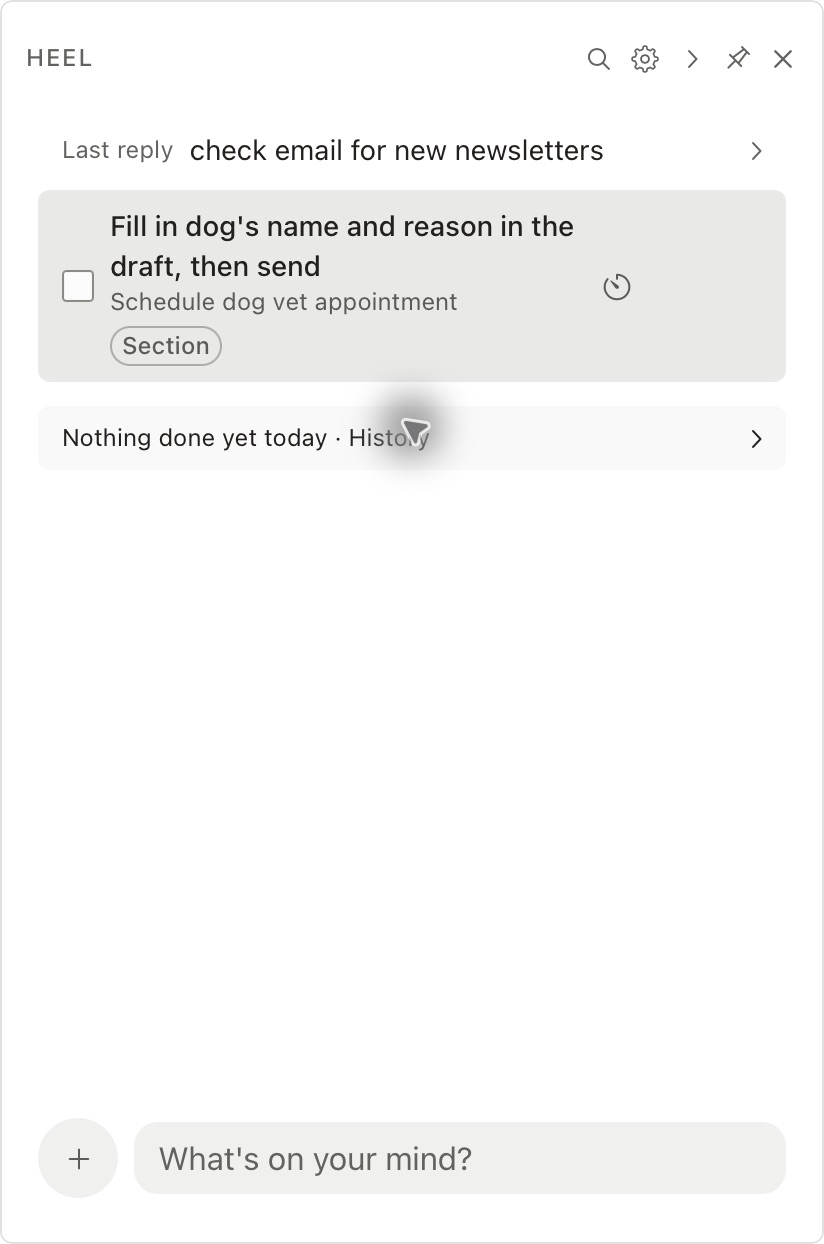 HEEL
Last reply check email for new newsletters
Fill in dog's name and reason in the
draft, then send
Schedule dog vet appointment
Section
Nothing done yet today · History
What's on your mind?